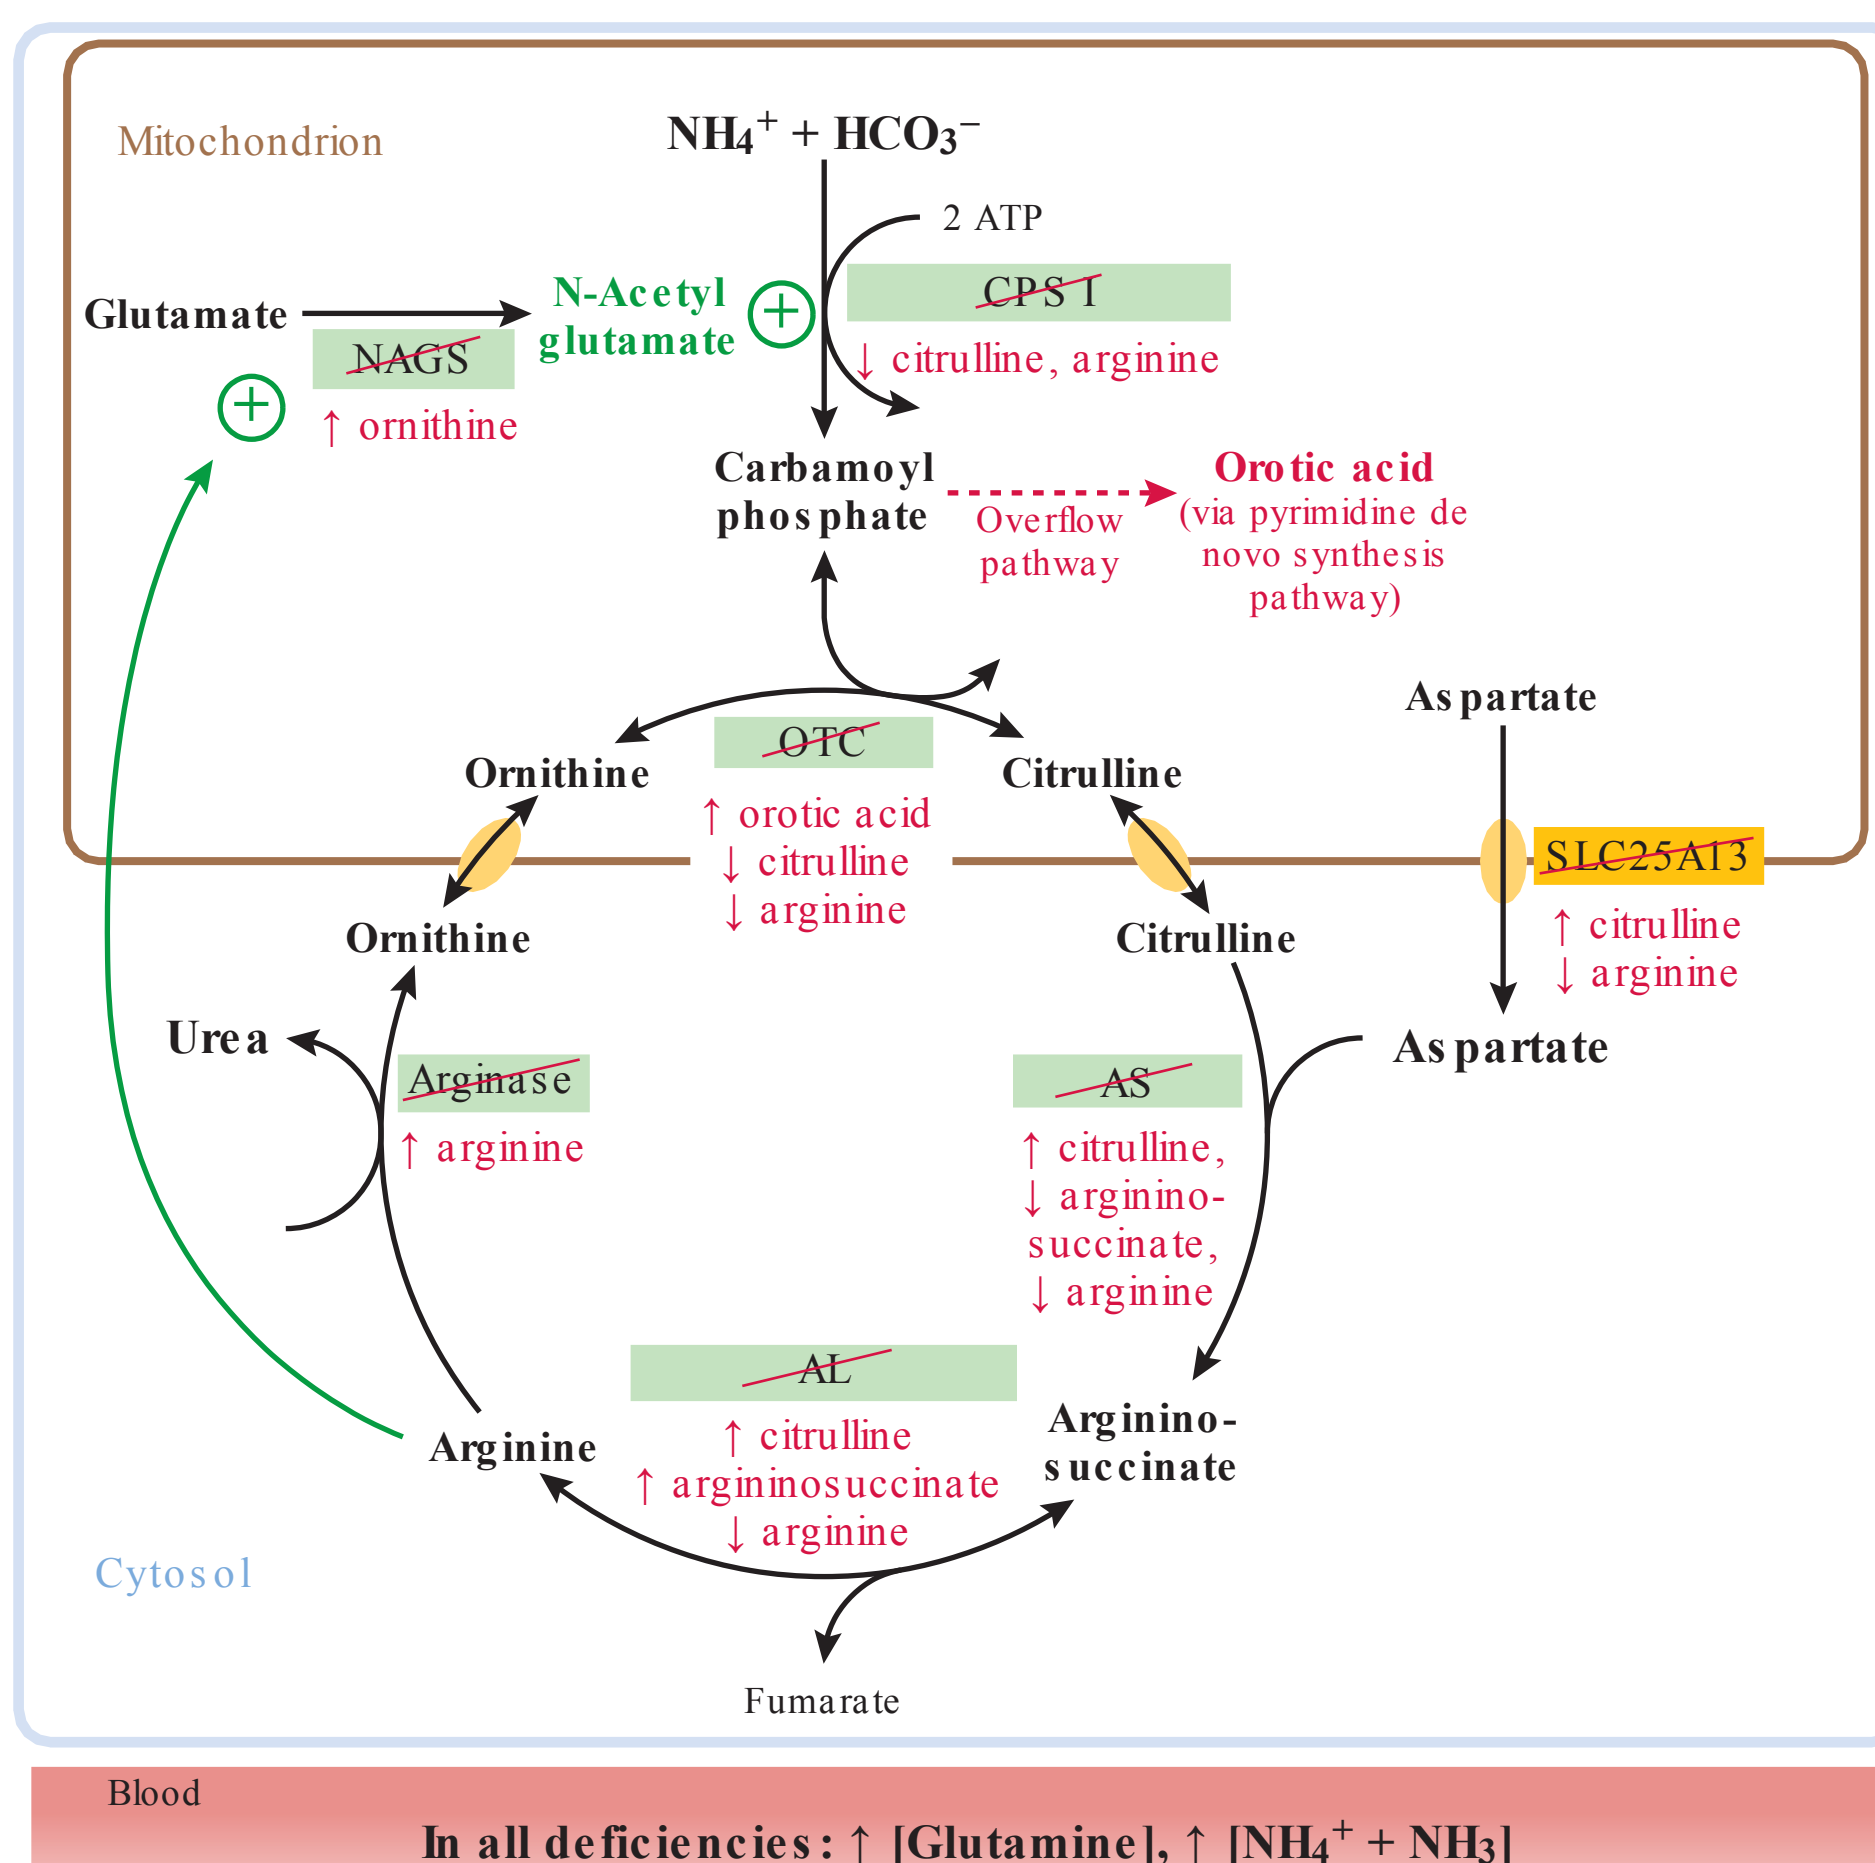 Mitochondrion
NH4+ + HCO3−
2 ATP
CPS I
↓ citrulline, arginine
Glutamate
N-Acetyl
glutamate
+
NAGS
+
↑ ornithine
Carbamoyl
phosphate
Overflow
pathway
Orotic acid
(via pyrimidine de
novo synthesis
pathway)
Aspartate
OTC
Ornithine
Citrulline
↑ orotic acid
↓ citrulline
↓ arginine
SLC25A13
↑ citrulline
↓ arginine
Ornithine
Citrulline
Urea
Aspartate
Arginase
↑ arginine
AS
↑ citrulline,
↓ arginino-
succinate,
↓ arginine
AL
↑ citrulline
↑ argininosuccinate
↓ arginine
Arginine
Arginino-
succinate
Cytosol
Fumarate
Blood
In all deficiencies: ↑ [Glutamine], ↑ [NH4+ + NH3]